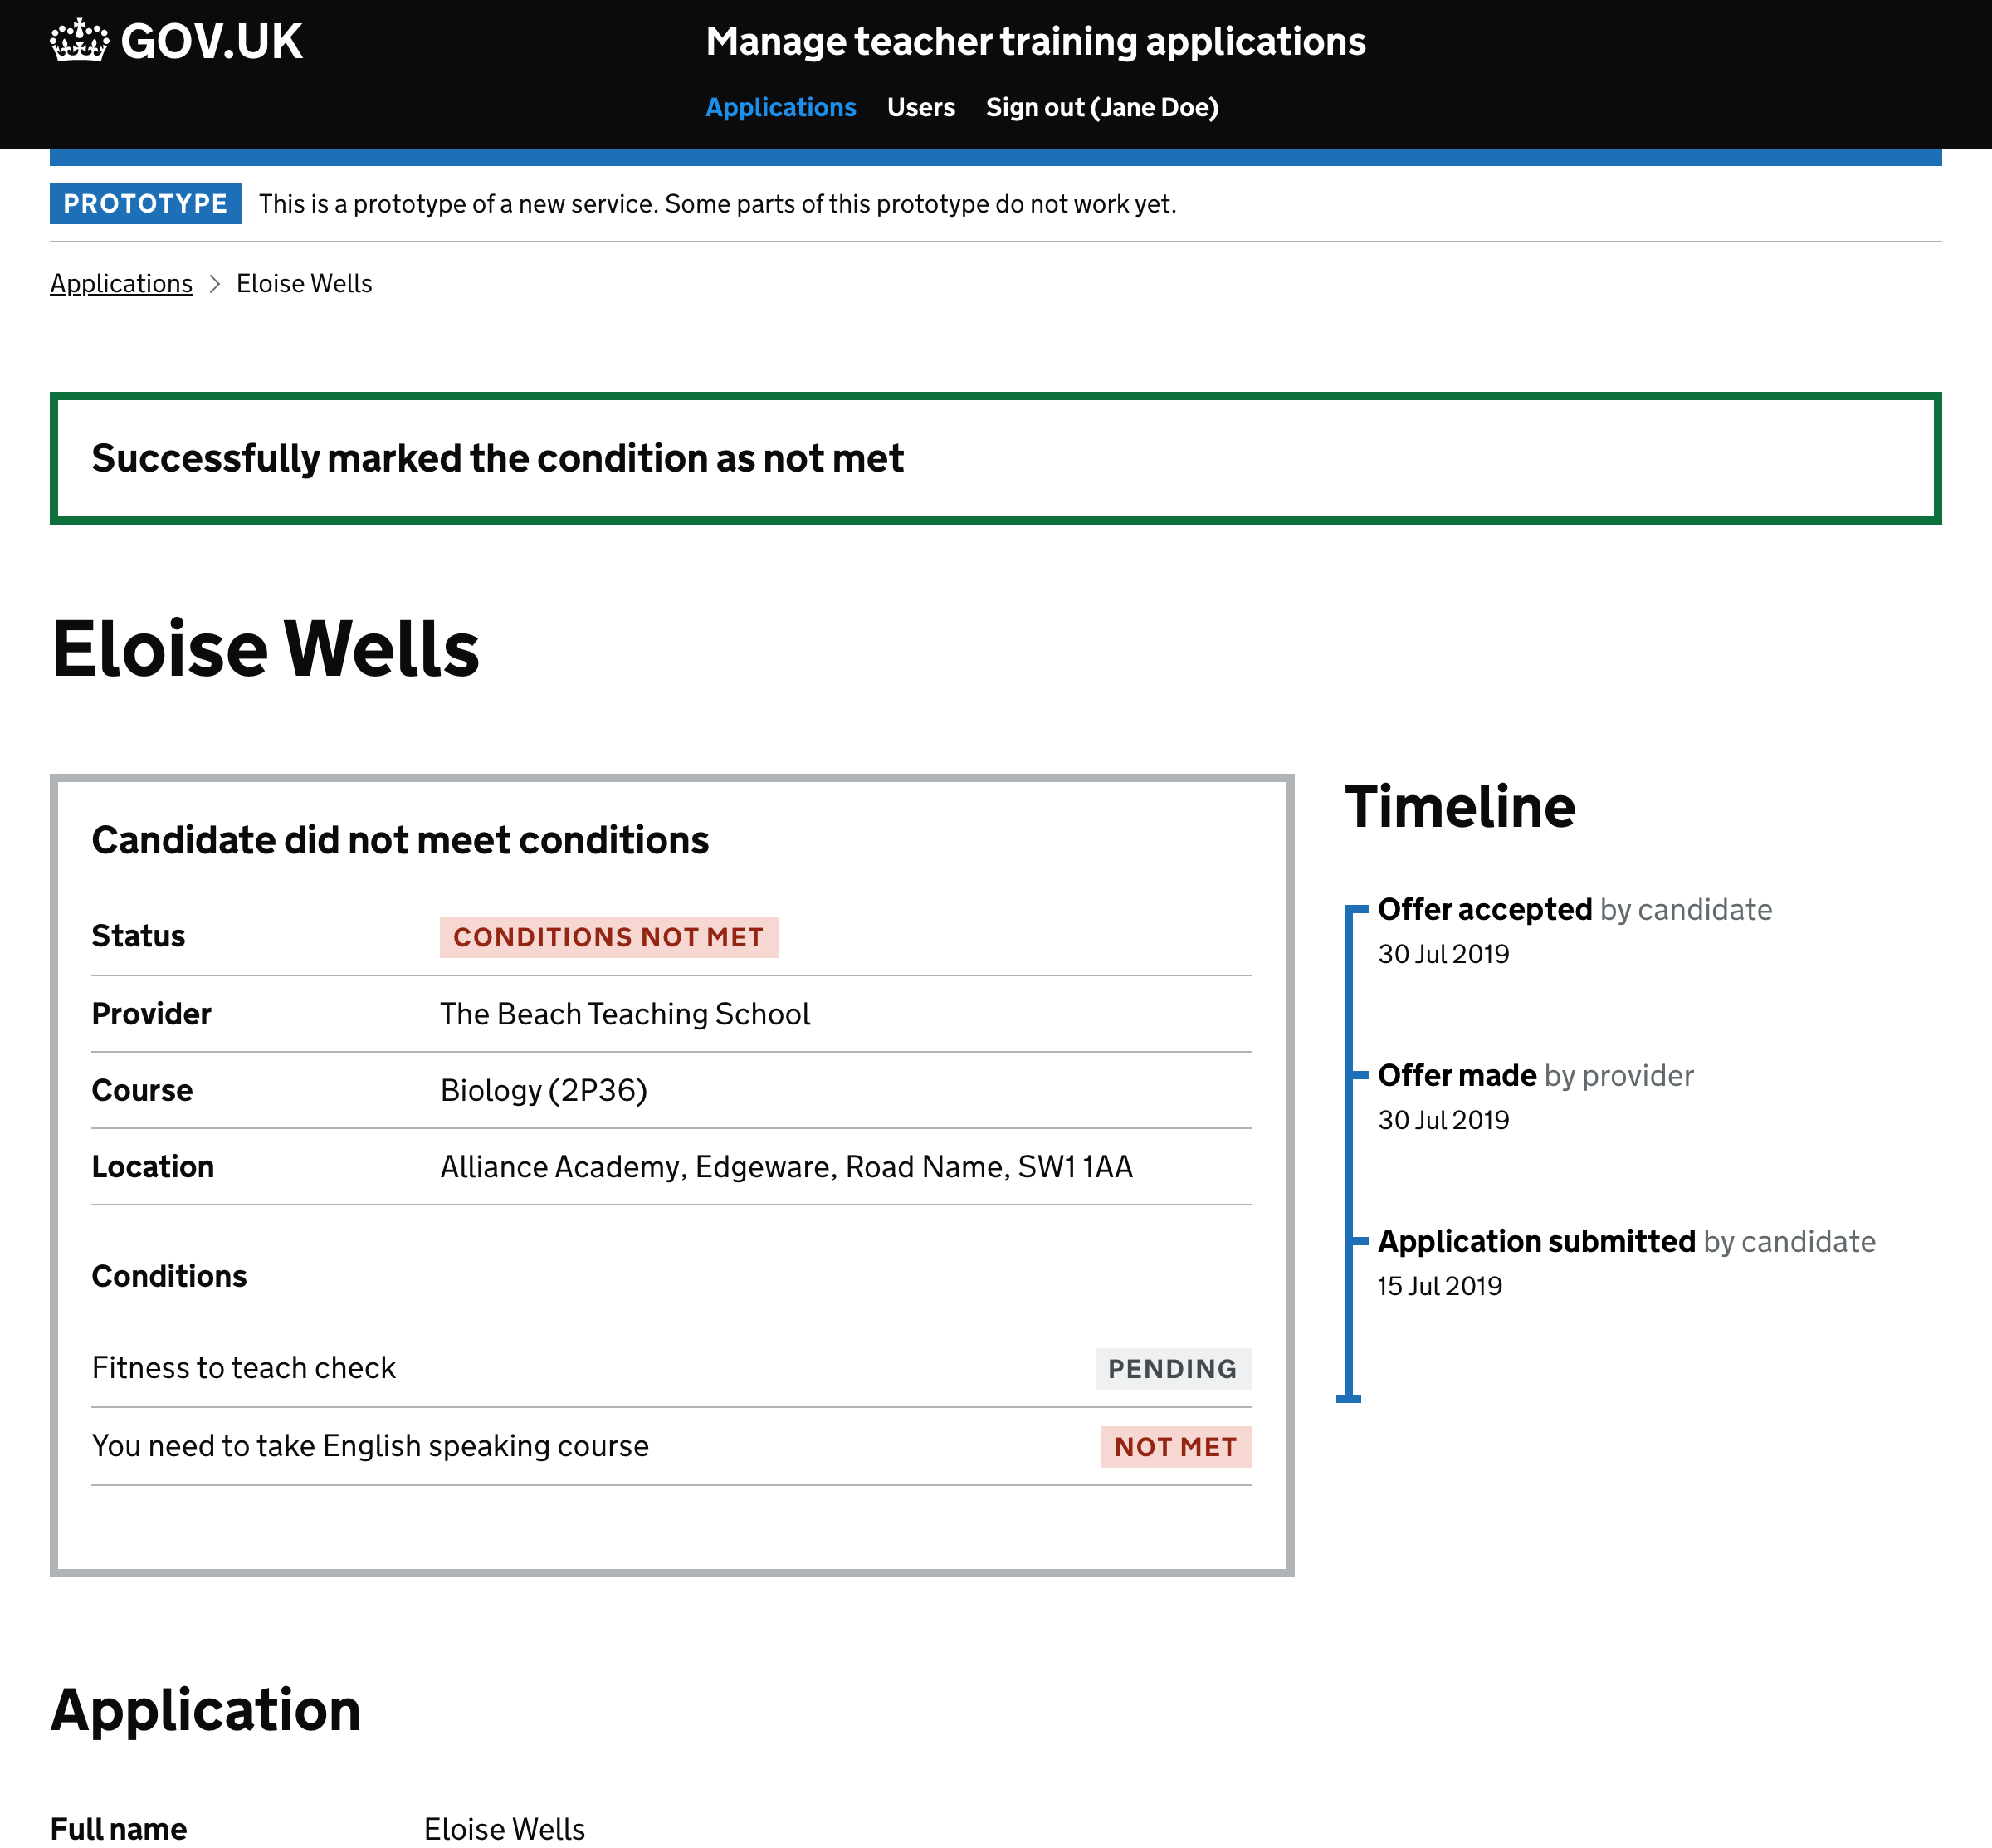 GOV.UK
Manage teacher training applications
Applications Users Sign out (Jane Doe)
PROTOTYPE This is a prototype of a new service. Some parts of this prototype do not work yet.
Applications Eloise Wells
Successfully marked the condition as not met
Eloise Wells
Candidate did not meet conditions
Status CONDITIONS NOT MET
Provider The Beach Teaching School
Course Biology (2P36)
Location Alliance Academy, Edgeware, Road Name, SW1 1AA
Conditions
Fitness to teach check PENDING
You need to take English speaking course NOT MET
Timeline
Offer accepted by candidate
30 Jul 2019
Offer made by provider
30 Jul 2019
Application submitted by candidate
15 Jul 2019
Application
Full name Eloise Wells